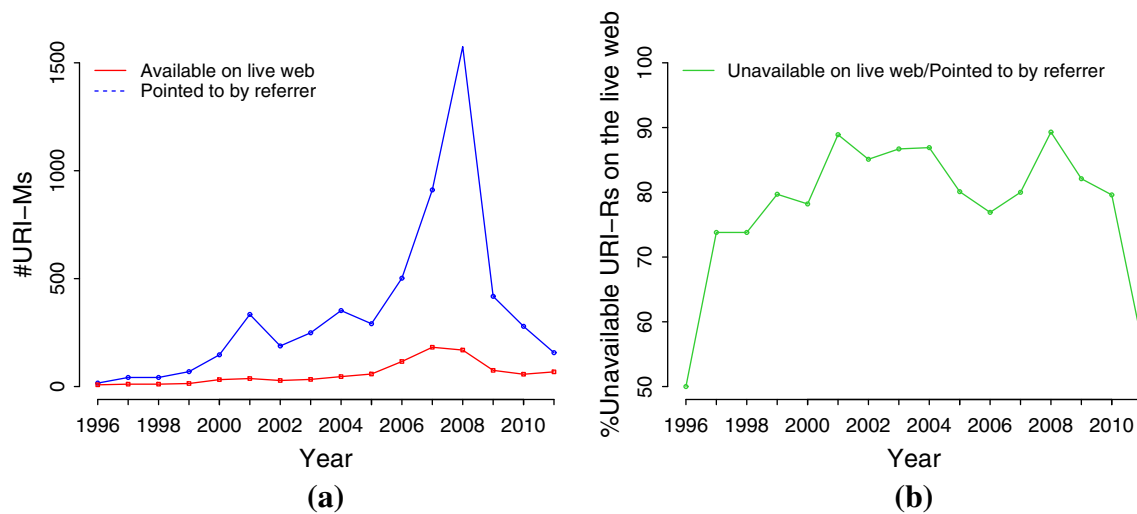 #URI-Ms
1500
1000
500
0
Available on live web
Pointed to by referrer
1996 1998 2000 2002 2004 2006 2008 2010
Year
(a)
%Unavailable URI-Rs on the live web
100
90
80
70
60
50
Unavailable on live web/Pointed to by referrer
1996 1998 2000 2002 2004 2006 2008 2010
Year
(b)